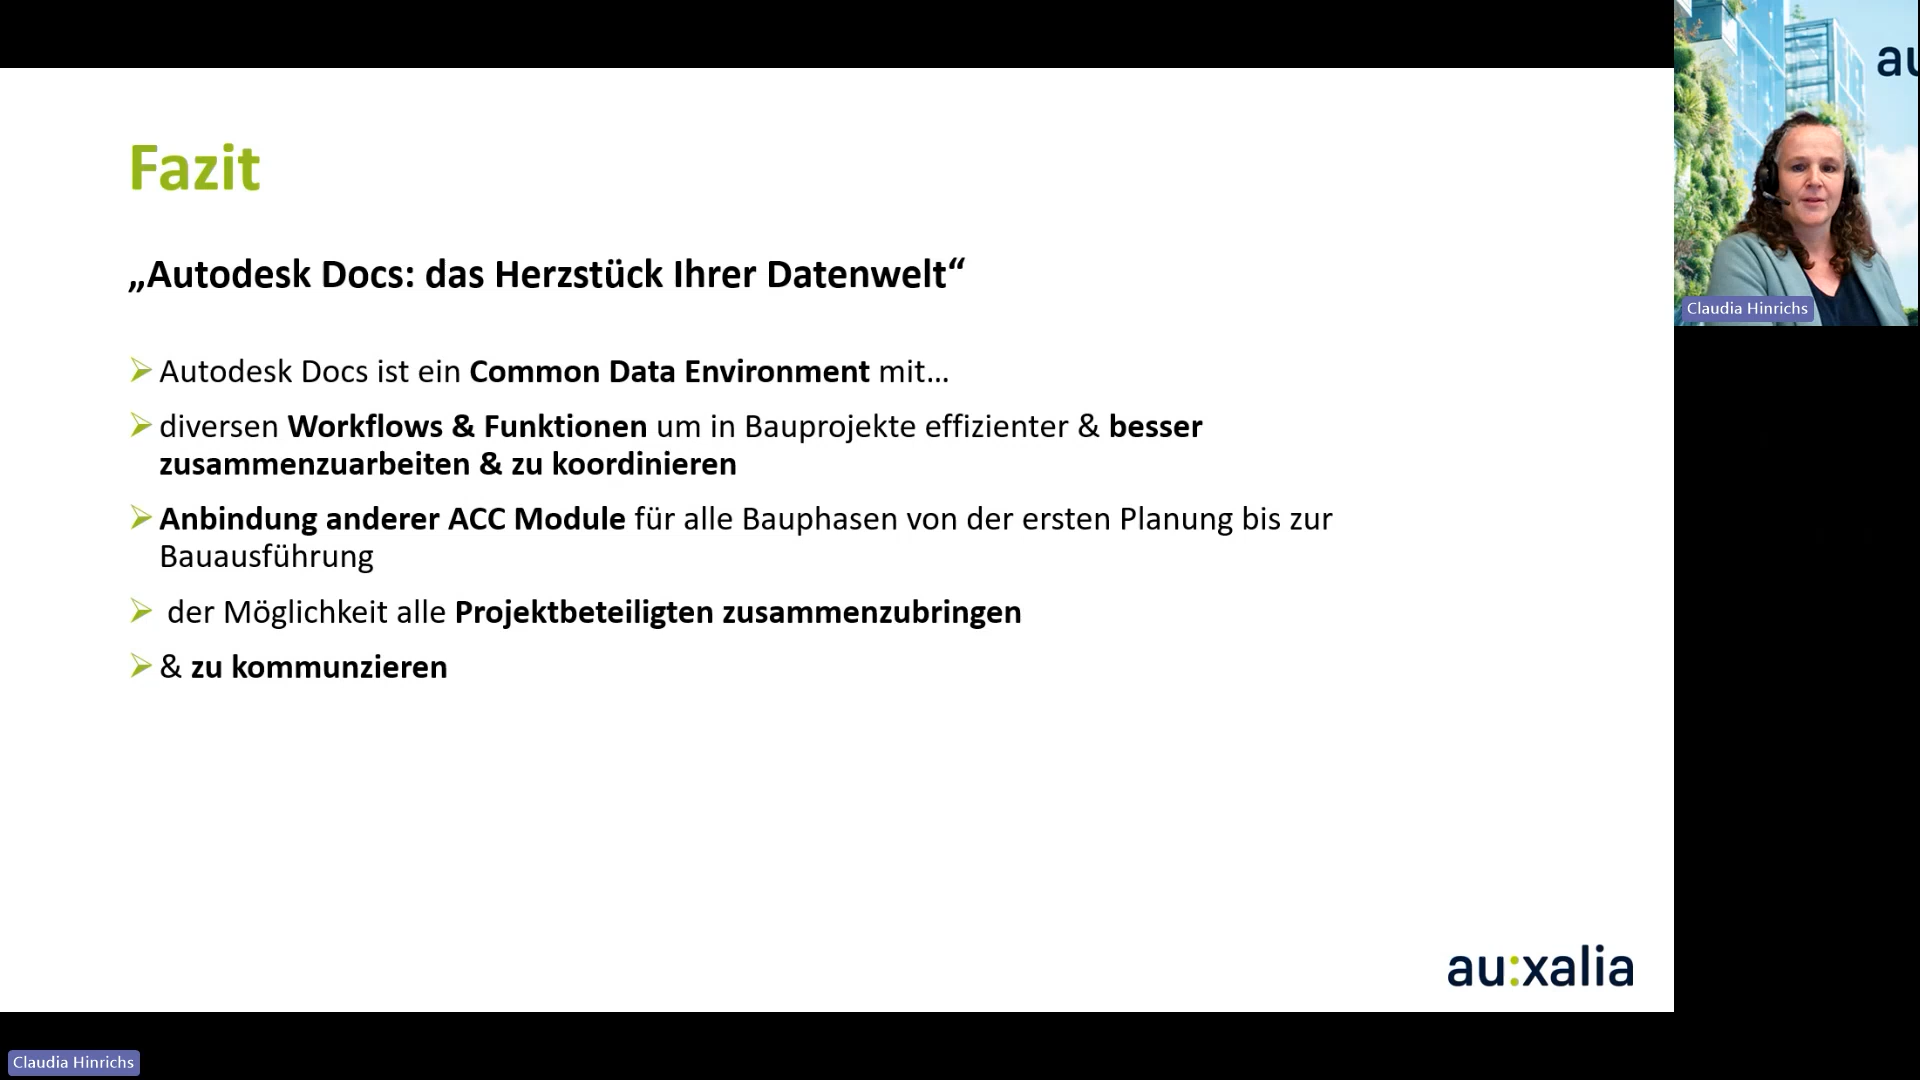 Fazit
„Autodesk Docs: das Herzstück Ihrer Datenwelt“
Autodesk Docs ist ein Common Data Environment mit…
diversen Workflows & Funktionen um in Bauprojekte effizienter & besser
zusammenzuarbeiten & zu koordinieren
Anbindung anderer ACC Module für alle Bauphasen von der ersten Planung bis zur
Bauausführung
der Möglichkeit alle Projektbeteiligten zusammenzubringen
& zu kommunzieren
au:xalia
au
Claudia Hinrichs
Claudia Hinrichs